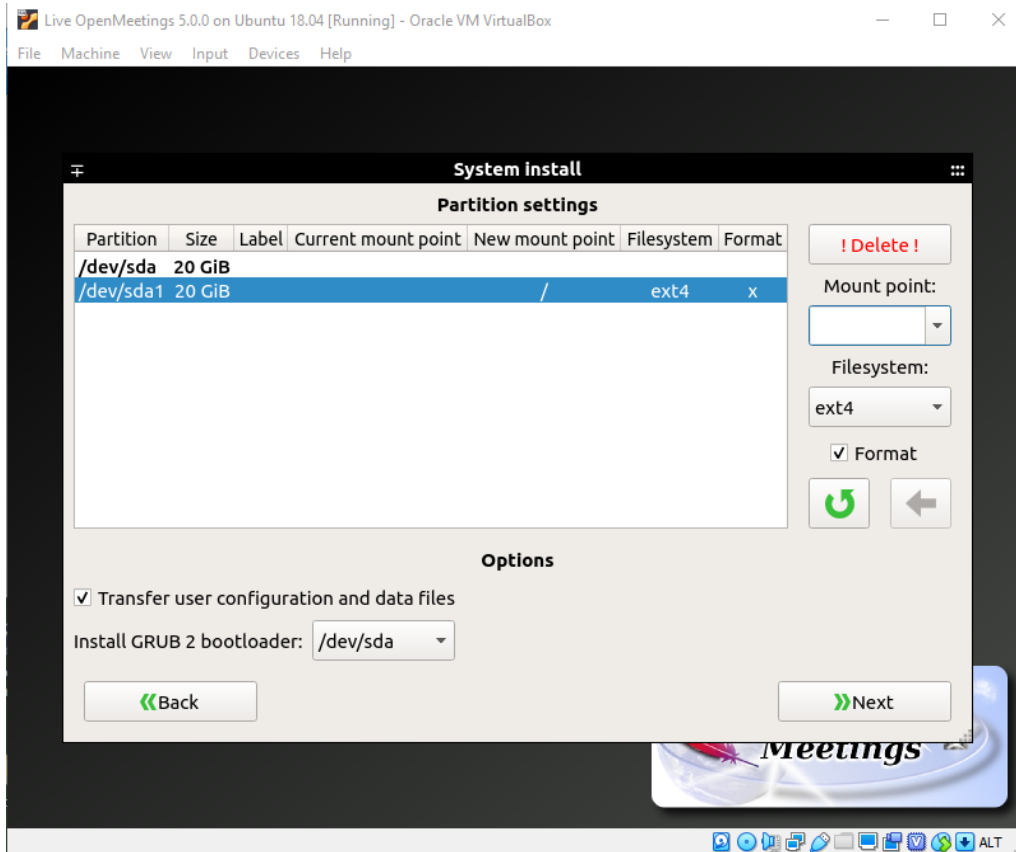 Live OpenMeetings 5.0.0 on Ubuntu 18.04 [Running] - Oracle VM VirtualBox
File Machine View Input Devices Help
System install
Partition settings
Partition Size Label Current mount point New mount point Filesystem Format
/dev/sda 20 GiB
/dev/sda1 20 GiB / ext4 x
! Delete !
Mount point:
Filesystem:
ext4
Format
Options
Transfer user configuration and data files
Install GRUB 2 bootloader: /dev/sda
Back
Next
Meetings
ALT